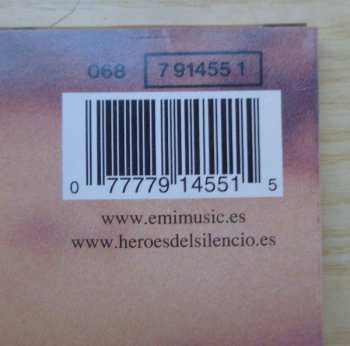 068 7 91455 1
0 77779 14551 5
www.emimusic.es
www.heroesdelsilencio.es